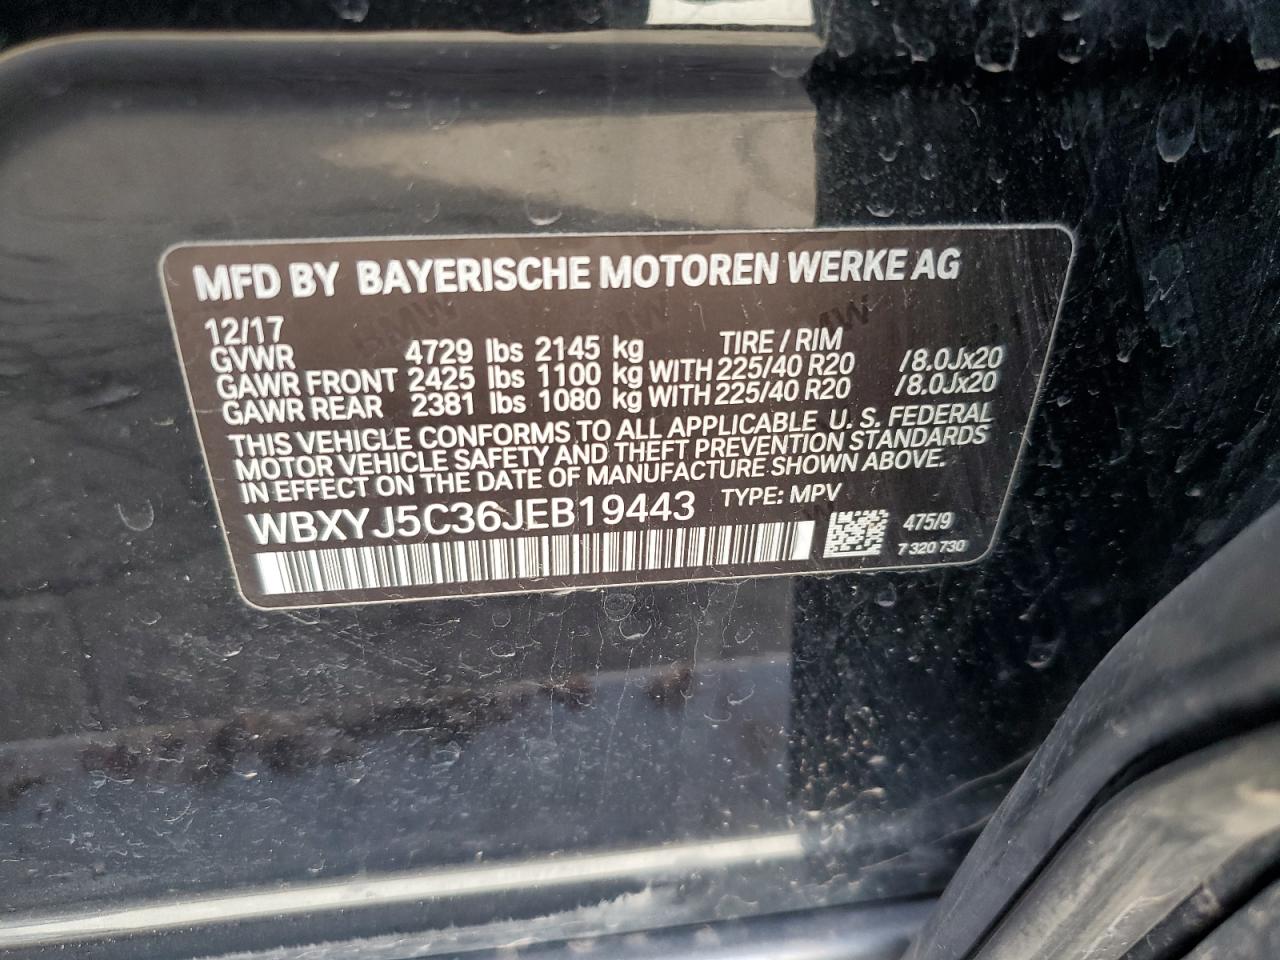 MFD BY BAYERISCHE MOTOREN WERKE AG
12/17 TIRE / RIM
GVWR 4729 lbs 2145 kg
GAWR FRONT 2425 lbs 1100 kg WITH 225/40 R20 /8.0Jx20
GAWR REAR 2381 lbs 1080 kg WITH 225/40 R20 /8.0Jx20
THIS VEHICLE CONFORMS TO ALL APPLICABLE U. S. FEDERAL
MOTOR VEHICLE SAFETY AND THEFT PREVENTION STANDARDS
IN EFFECT ON THE DATE OF MANUFACTURE SHOWN ABOVE.
WBXYJ5C36JEB19443 TYPE: MPV
475/9
7 320 730